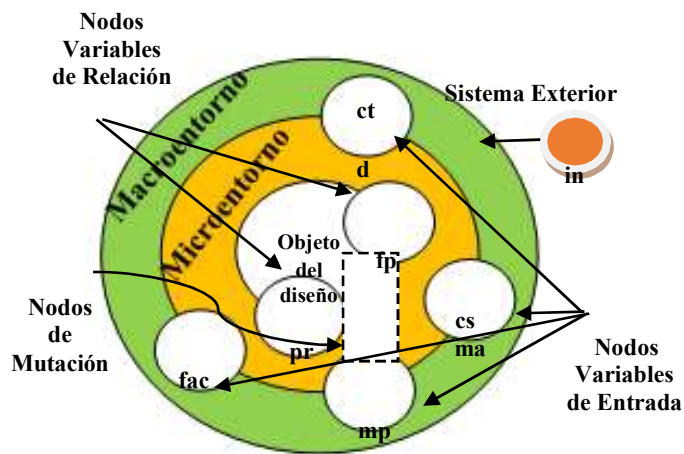 Nodos
Variables
de Relación
Sistema Exterior
in
Macroentorno
Microentorno
ct
d
Objeto
del
diseño
fp
pr
cs
ma
fac
mp
Nodos
de
Mutación
Nodos
Variables
de Entrada